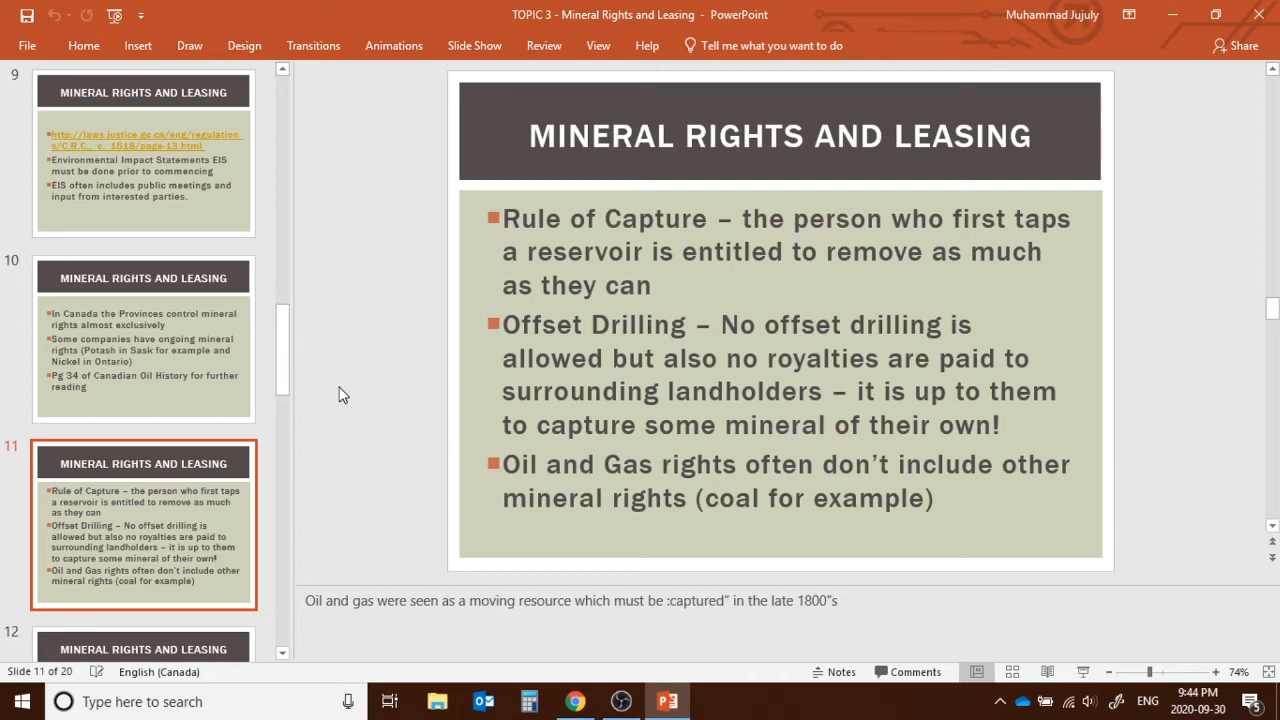 TOPIC 3 - Mineral Rights and Leasing - PowerPoint
Muhammad Jujuly
File
Home
Insert
Draw
Design
Transitions
Animations
Slide Show
Review
View
Help
Tell me what you want to do
Share
9
MINERAL RIGHTS AND LEASING
http://laws.justice.gc.ca/eng/regulation
s/C.R.C.,_c._1518/page-13.html
Environmental Impact Statements EIS
must be done prior to commencing
EIS often includes public meetings and
input from interested parties.
10
MINERAL RIGHTS AND LEASING
In Canada the Provinces control mineral
rights almost exclusively
Some companies have ongoing mineral
rights (Potash in Sask for example and
Nickel in Ontario)
Pg 34 of Canadian Oil History for further
reading
11
MINERAL RIGHTS AND LEASING
Rule of Capture – the person who first taps
a reservoir is entitled to remove as much
as they can
Offset Drilling – No offset drilling is
allowed but also no royalties are paid to
surrounding landholders – it is up to them
to capture some mineral of their own!
Oil and Gas rights often don't include other
mineral rights (coal for example)
12
MINERAL RIGHTS AND LEASING
MINERAL RIGHTS AND LEASING
Rule of Capture – the person who first taps
a reservoir is entitled to remove as much
as they can
Offset Drilling – No offset drilling is
allowed but also no royalties are paid to
surrounding landholders – it is up to them
to capture some mineral of their own!
Oil and Gas rights often don't include other
mineral rights (coal for example)
Oil and gas were seen as a moving resource which must be :captured" in the late 1800"s
Slide 11 of 20
English (Canada)
Notes
Comments
74%
Type here to search
ENG
9:44 PM
2020-09-30
5